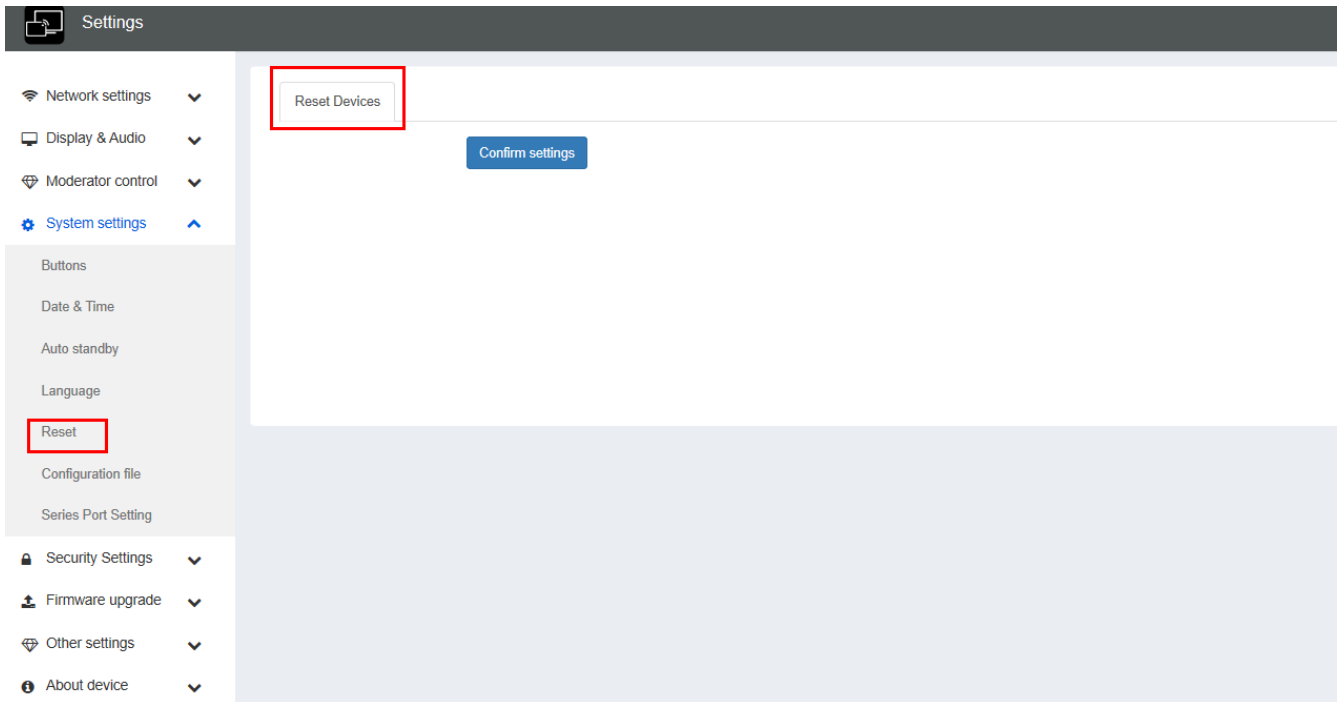 Settings
Network settings
Display & Audio
Moderator control
System settings
Buttons
Date & Time
Auto standby
Language
Reset
Configuration file
Series Port Setting
Security Settings
Firmware upgrade
Other settings
About device
Reset Devices
Confirm settings